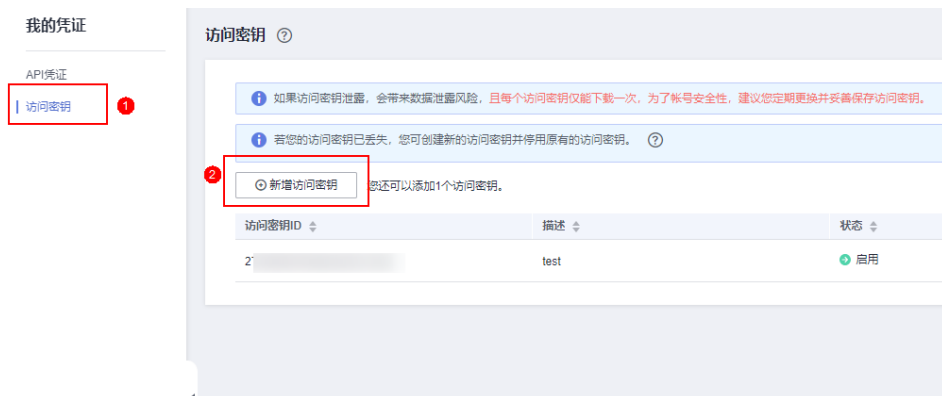 我的凭证
API凭证
访问密钥
1
访问密钥 ?
如果访问密钥泄露，会带来数据泄露风险，且每个访问密钥仅能下载一次，为了帐号安全性，建议您定期更换并妥善保存访问密钥。
若您的访问密钥已丢失，您可创建新的访问密钥并停用原有的访问密钥。 ?
2
新增访问密钥 您还可以添加1个访问密钥。
访问密钥ID 描述 状态
test 启用